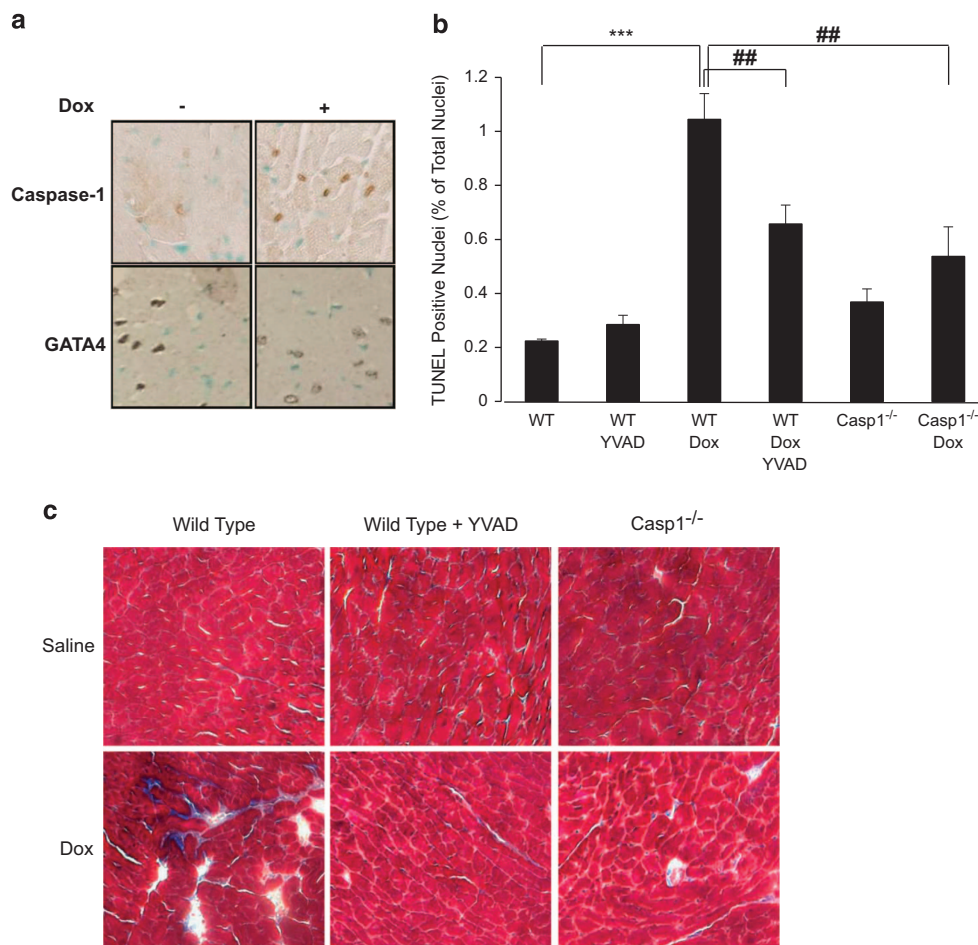 a
Dox
-
+
Caspase-1
GATA4
b
***
##
##
TUNEL Positive Nuclei (% of Total Nuclei)
1.2
1
0.8
0.6
0.4
0.2
0
WT
WT
YVAD
WT
Dox
WT
Dox
YVAD
Casp1-/-
Casp1-/-
Dox
c
Wild Type
Wild Type + YVAD
Casp1-/-
Saline
Dox